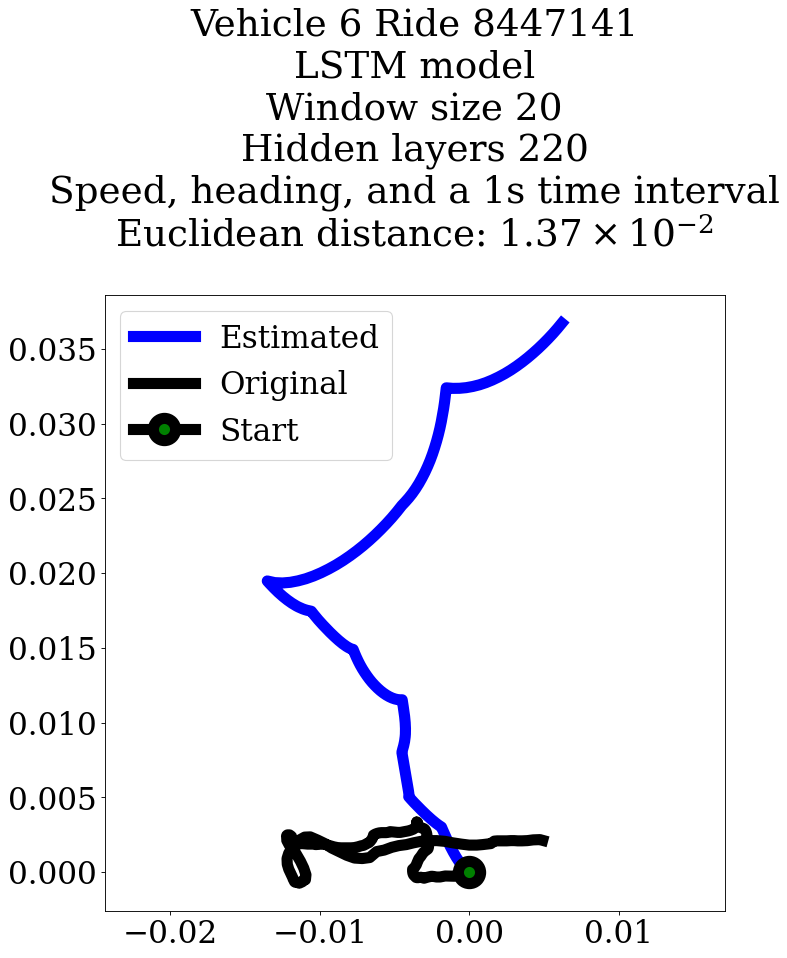 Vehicle 6 Ride 8447141
LSTM model
Window size 20
Hidden layers 220
Speed, heading, and a 1s time interval
Euclidean distance: 1.37 × 10⁻²
Estimated
Original
Start
0.035
0.030
0.025
0.020
0.015
0.010
0.005
0.000
−0.02 −0.01 0.00 0.01